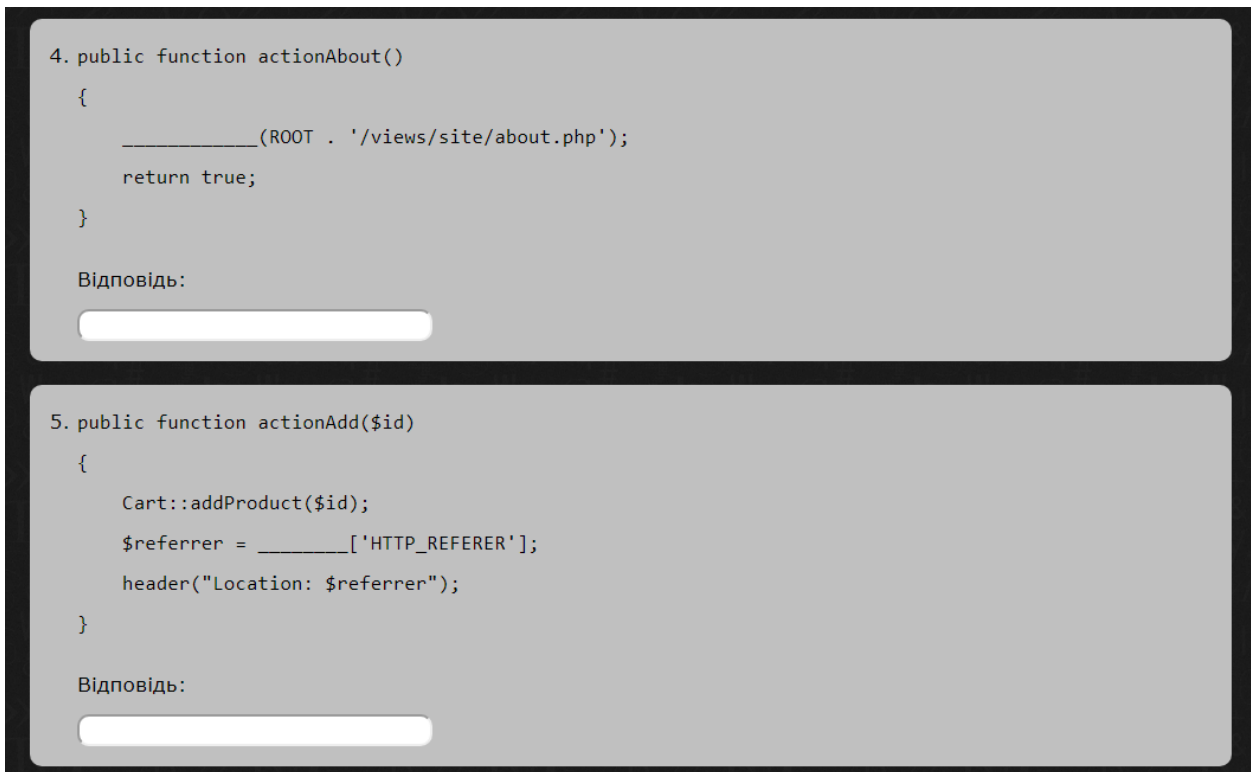 4. public function actionAbout()
{
____________(ROOT . '/views/site/about.php');
return true;
}
Відповідь:
5. public function actionAdd($id)
{
Cart::addProduct($id);
$referrer = ________['HTTP_REFERER'];
header("Location: $referrer");
}
Відповідь: